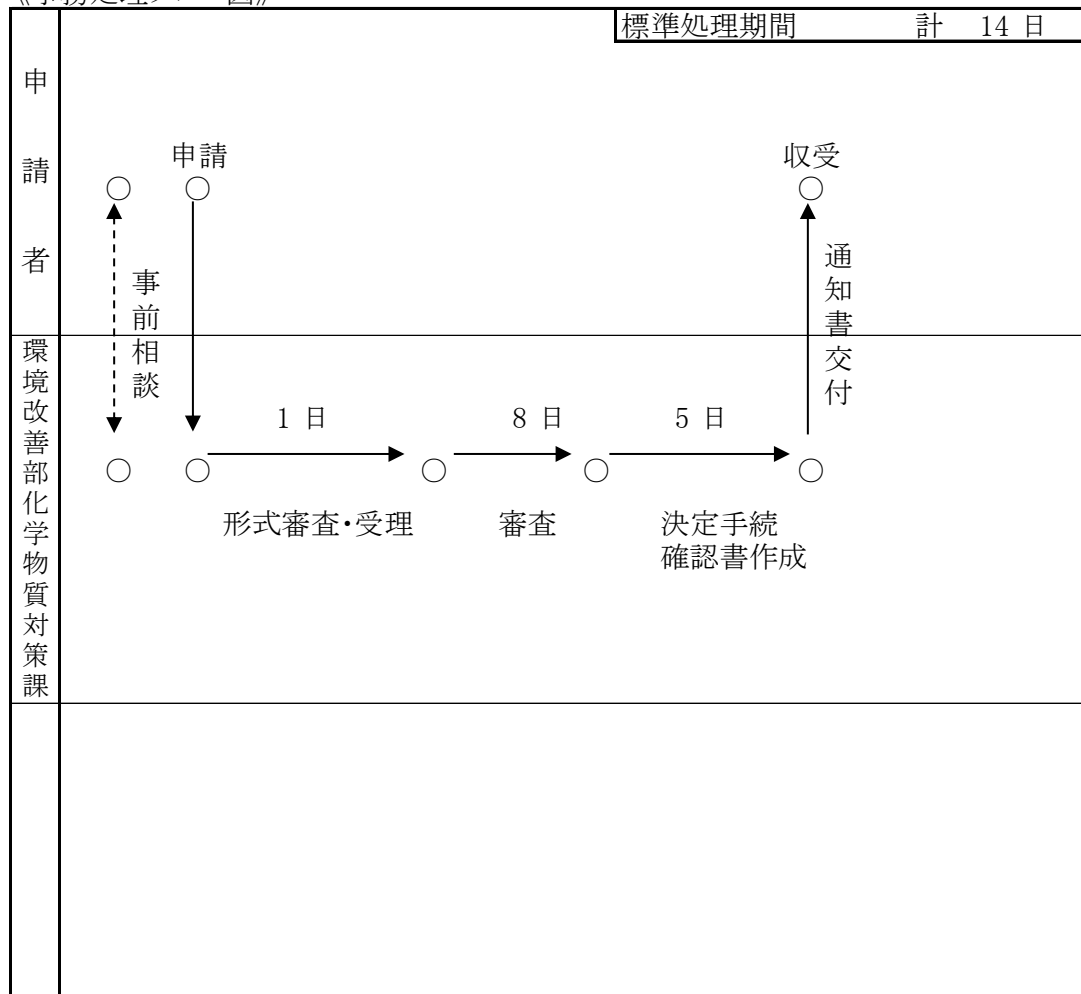 標準処理期間 計 14 日
申請者
申請
収受
事前相談
通知書交付
環境改善部化学物質対策課
1 日
8 日
5 日
形式審査・受理
審査
決定手続
確認書作成